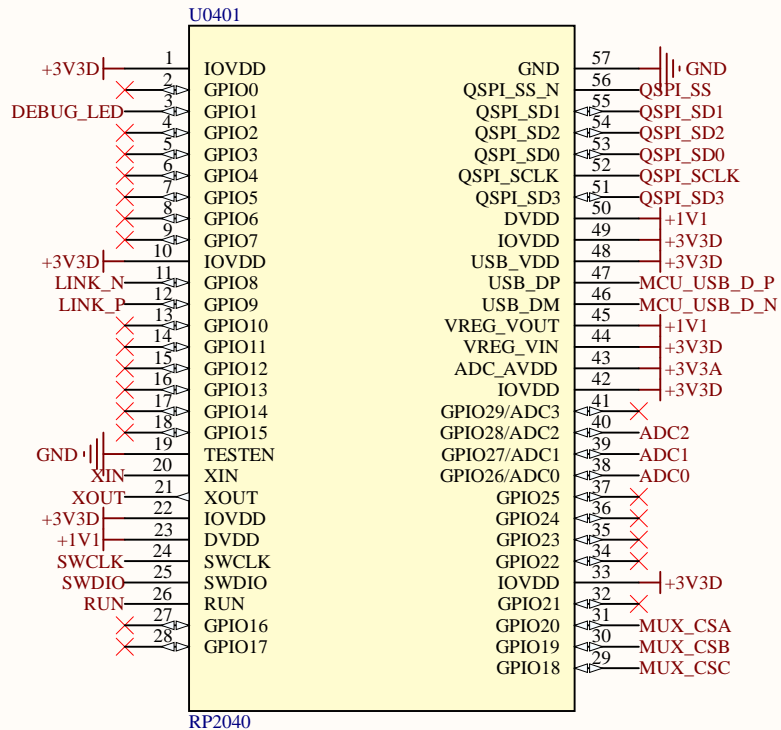 U0401
+3V3D 1 IOVDD GND 57 GND
2 GPIO0 QSPI_SS_N 56 QSPI_SS
DEBUG_LED 3 GPIO1 QSPI_SD1 55 QSPI_SD1
4 GPIO2 QSPI_SD2 54 QSPI_SD2
5 GPIO3 QSPI_SD0 53 QSPI_SD0
6 GPIO4 QSPI_SCLK 52 QSPI_SCLK
7 GPIO5 QSPI_SD3 51 QSPI_SD3
8 GPIO6 DVDD 50 +1V1
9 GPIO7 IOVDD 49 +3V3D
+3V3D 10 IOVDD USB_VDD 48 +3V3D
LINK_N 11 GPIO8 USB_DP 47 MCU_USB_D_P
LINK_P 12 GPIO9 USB_DM 46 MCU_USB_D_N
13 GPIO10 VREG_VOUT 45 +1V1
14 GPIO11 VREG_VIN 44 +3V3D
15 GPIO12 ADC_AVDD 43 +3V3A
16 GPIO13 IOVDD 42 +3V3D
17 GPIO14 GPIO29/ADC3 41
18 GPIO15 GPIO28/ADC2 40 ADC2
GND 19 TESTEN GPIO27/ADC1 39 ADC1
XIN 20 XIN GPIO26/ADC0 38 ADC0
XOUT 21 XOUT GPIO25 37
+3V3D 22 IOVDD GPIO24 36
+1V1 23 DVDD GPIO23 35
SWCLK 24 SWCLK GPIO22 34
SWDIO 25 SWDIO IOVDD 33 +3V3D
RUN 26 RUN GPIO21 32
27 GPIO16 GPIO20 31 MUX_CSA
28 GPIO17 GPIO19 30 MUX_CSB
GPIO18 29 MUX_CSC
RP2040